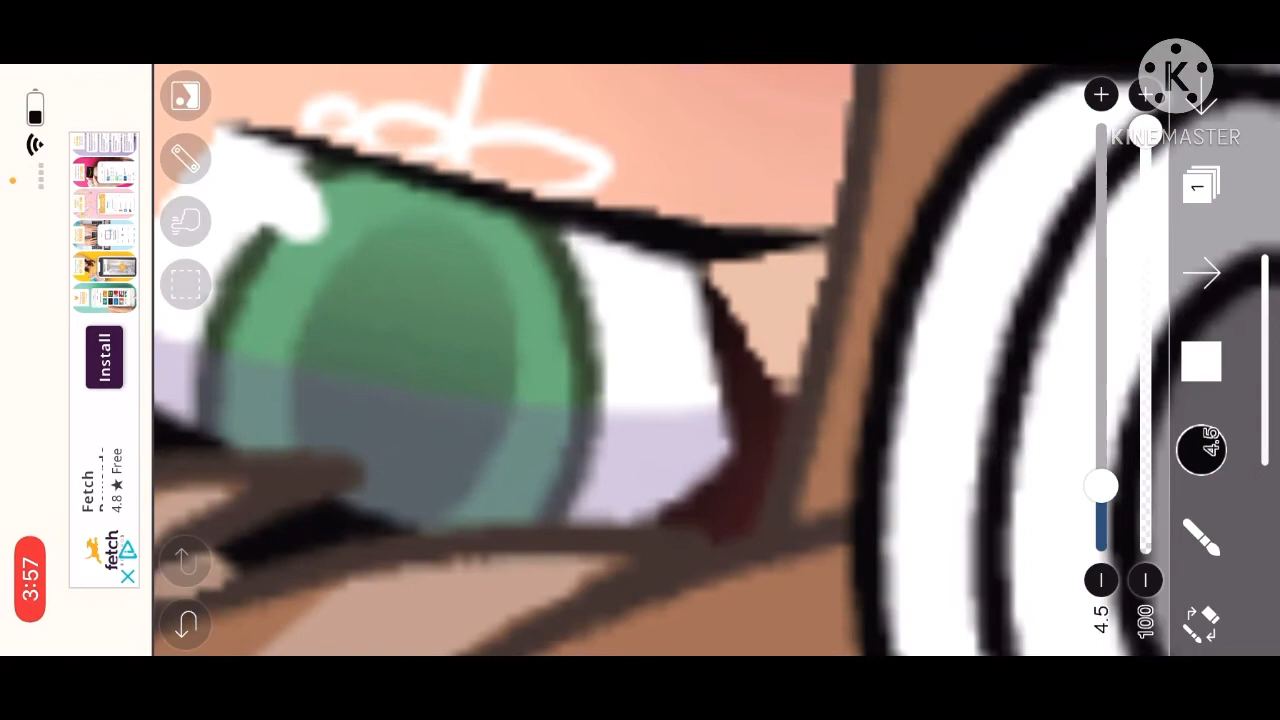 KINEMASTER
K
3:57
Install
Fetch
4.8 ★ Free
fetch
1
4.5
4.5
100